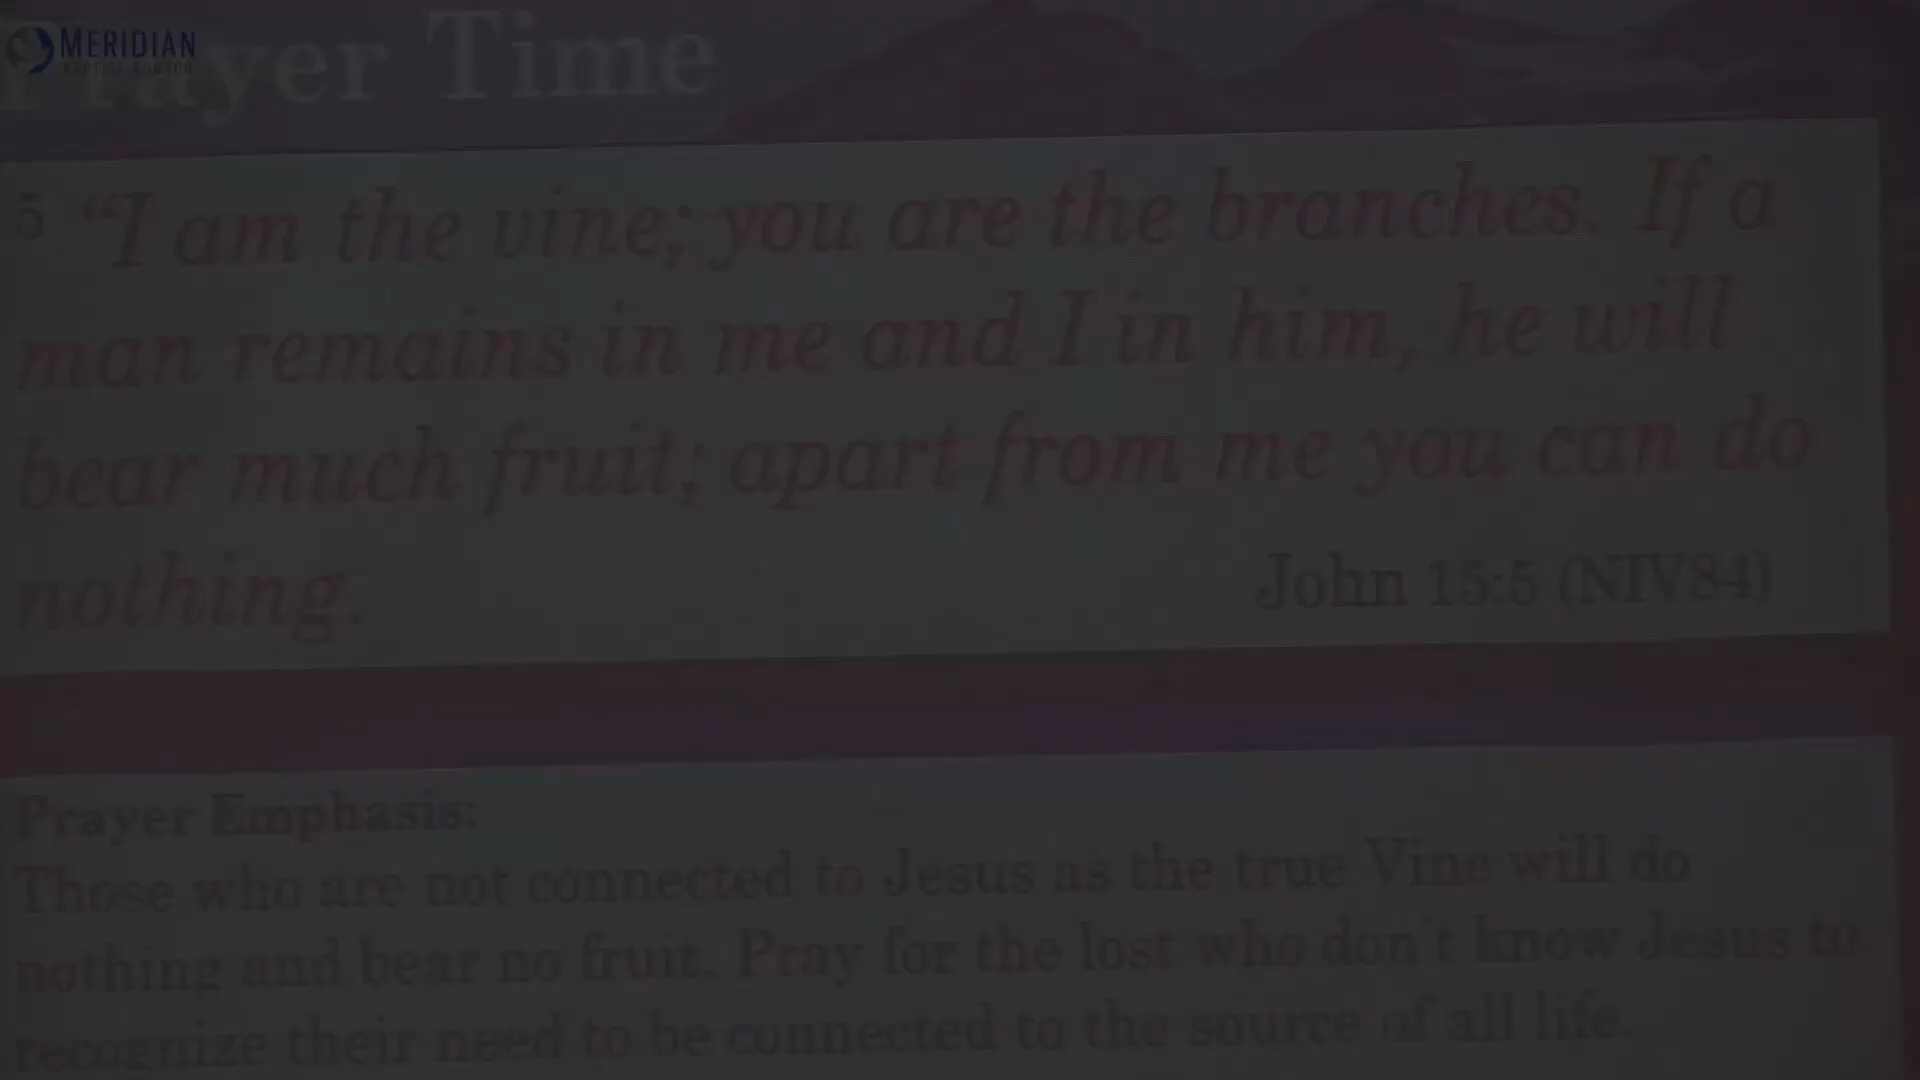 MERIDIAN
BAPTIST CHURCH
Prayer Time
5 “I am the vine; you are the branches. If a
man remains in me and I in him, he will
bear much fruit; apart from me you can do
nothing.
John 15:5 (NIV84)
Prayer Emphasis:
Those who are not connected to Jesus as the true Vine will do
nothing and bear no fruit. Pray for the lost who don't know Jesus to
recognize their need to be connected to the source of all life.